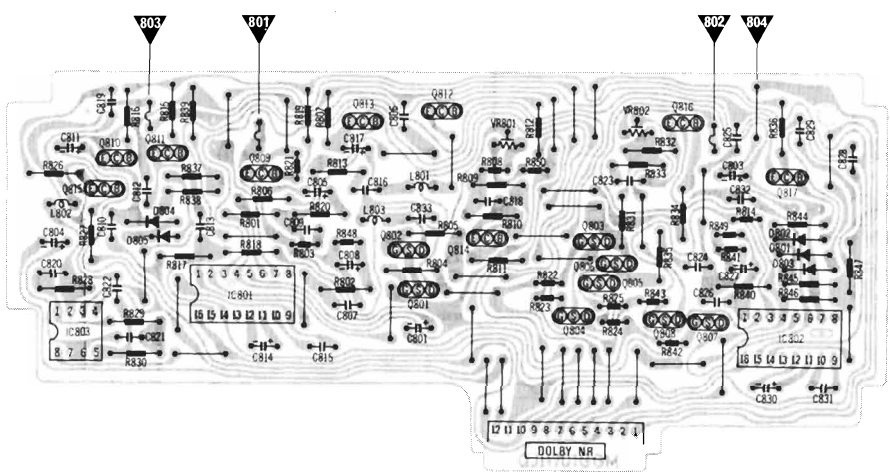 803 801 802 804
C819 R816 R815 R839 R819 R807 Q813 C806 Q812 VR801 R812 VR802 Q816 C805 R836 C829
E C B E C B E C B
C811 Q810 Q811 Q809 R821 C817
E C B E C B E C B
R826 R837 R813 R808 R850 R832 C803 C828
Q815 C812 R838 R806 C805 C816 L801 R809 R833 C823 C832 Q817
E C B E C B
L802 C810 D804 C813 R801 R820 L803 C833 C818 R810 R831 R834 R814 R844
C804 R827 D805 R818 R803 R848 Q802 R805 Q814 Q803 R849 D802
G S D E C B G S D
C820 R817 C808 R804 R811 Q806 R835 C824 R841 D801 D803
G S D
R828 C822 R802 Q801 R822 Q805 C827 R840 R845 R846 R847
G S D G S D
1 2 3 4 1 2 3 4 5 6 7 8
IC803 IC801
8 7 6 5 16 15 14 13 12 11 10 9
C807 R823 R825 R843 C826
R829 C821 R830 C814 C815 C801 Q804 R824 Q808 Q807 R842
G S D G S D G S D
1 2 3 4 5 6 7 8
IC802
16 15 14 13 12 11 10 9
C830 C831
12 11 10 9 8 7 6 5 4 3 2 1
DOLBY NR